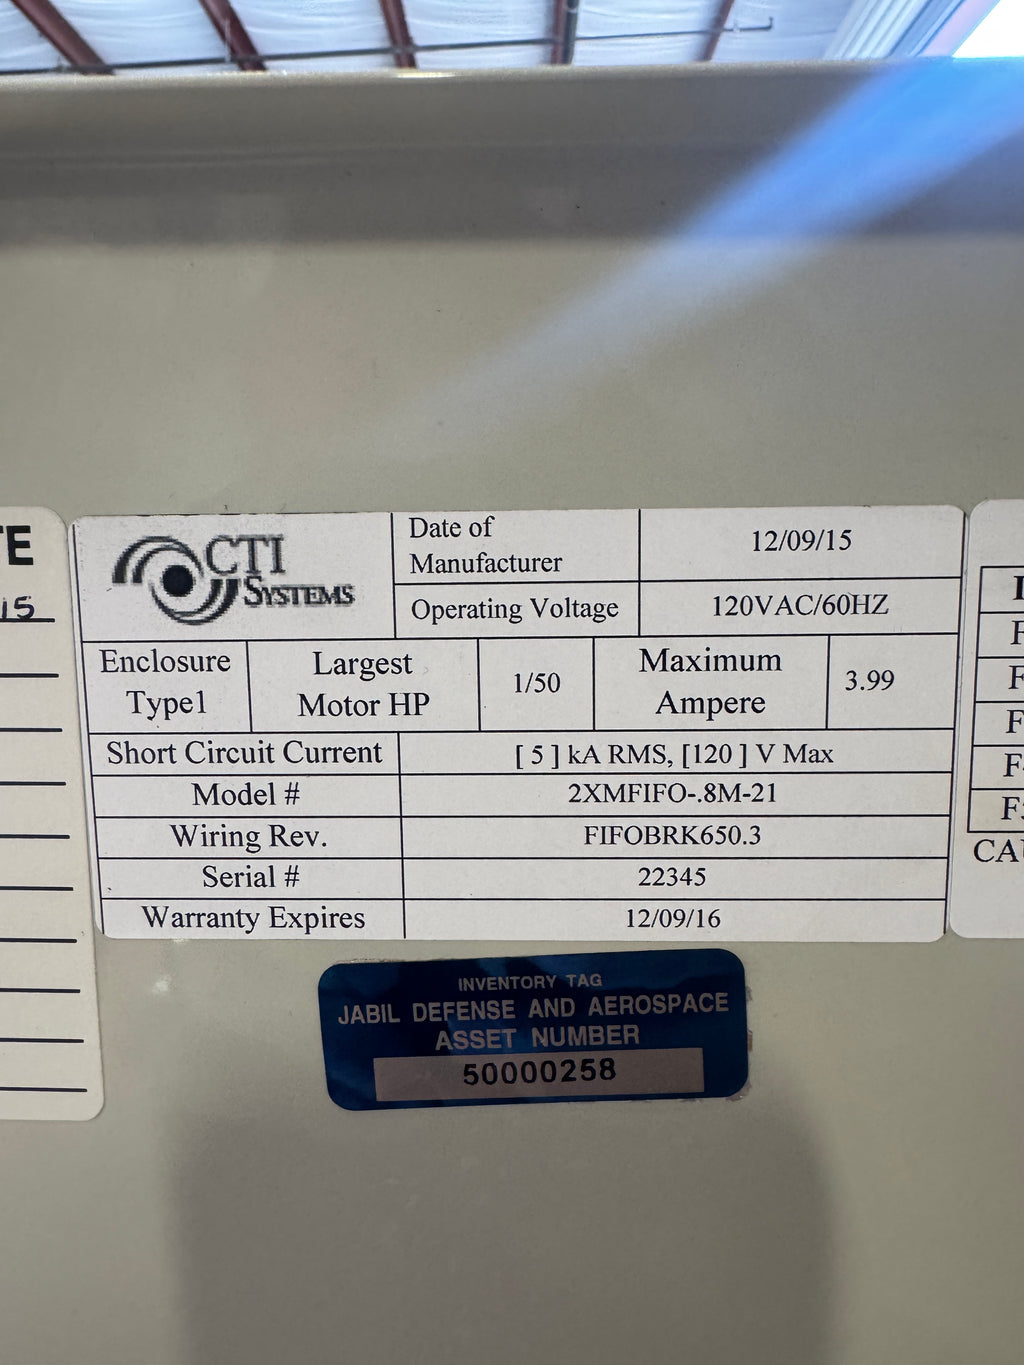 TE
15
CTI
SYSTEMS
Date of
Manufacturer
12/09/15
Operating Voltage
120VAC/60HZ
Enclosure
Type1
Largest
Motor HP
1/50
Maximum
Ampere
3.99
Short Circuit Current
[ 5 ] kA RMS, [120 ] V Max
Model #
2XMFIFO-.8M-21
Wiring Rev.
FIFOBRK650.3
Serial #
22345
Warranty Expires
12/09/16
INVENTORY TAG
JABIL DEFENSE AND AEROSPACE
ASSET NUMBER
50000258